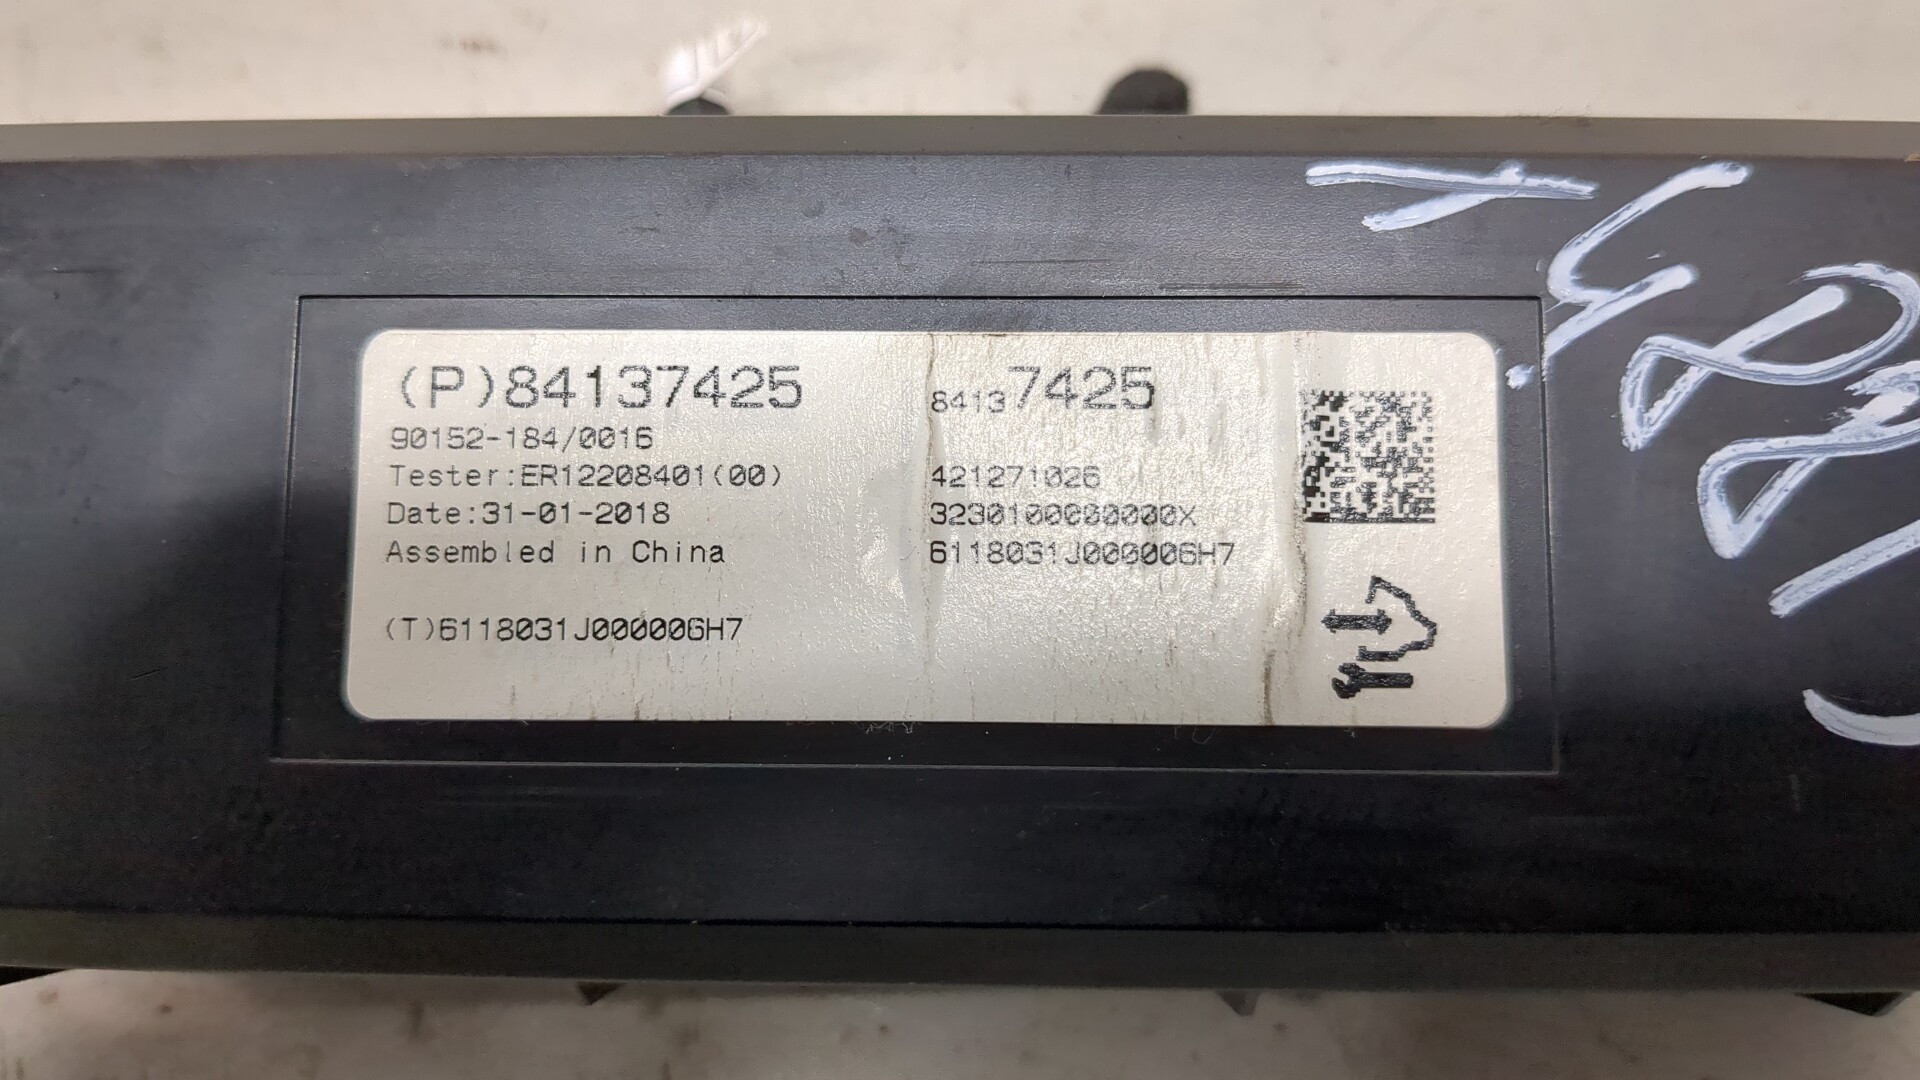 (P)84137425
90152-184/0016
Tester:ER12208401(00)
Date:31-01-2018
Assembled in China
(T)6118031J000006H7
84137425
421271026
3230100000000X
6118031J000006H7